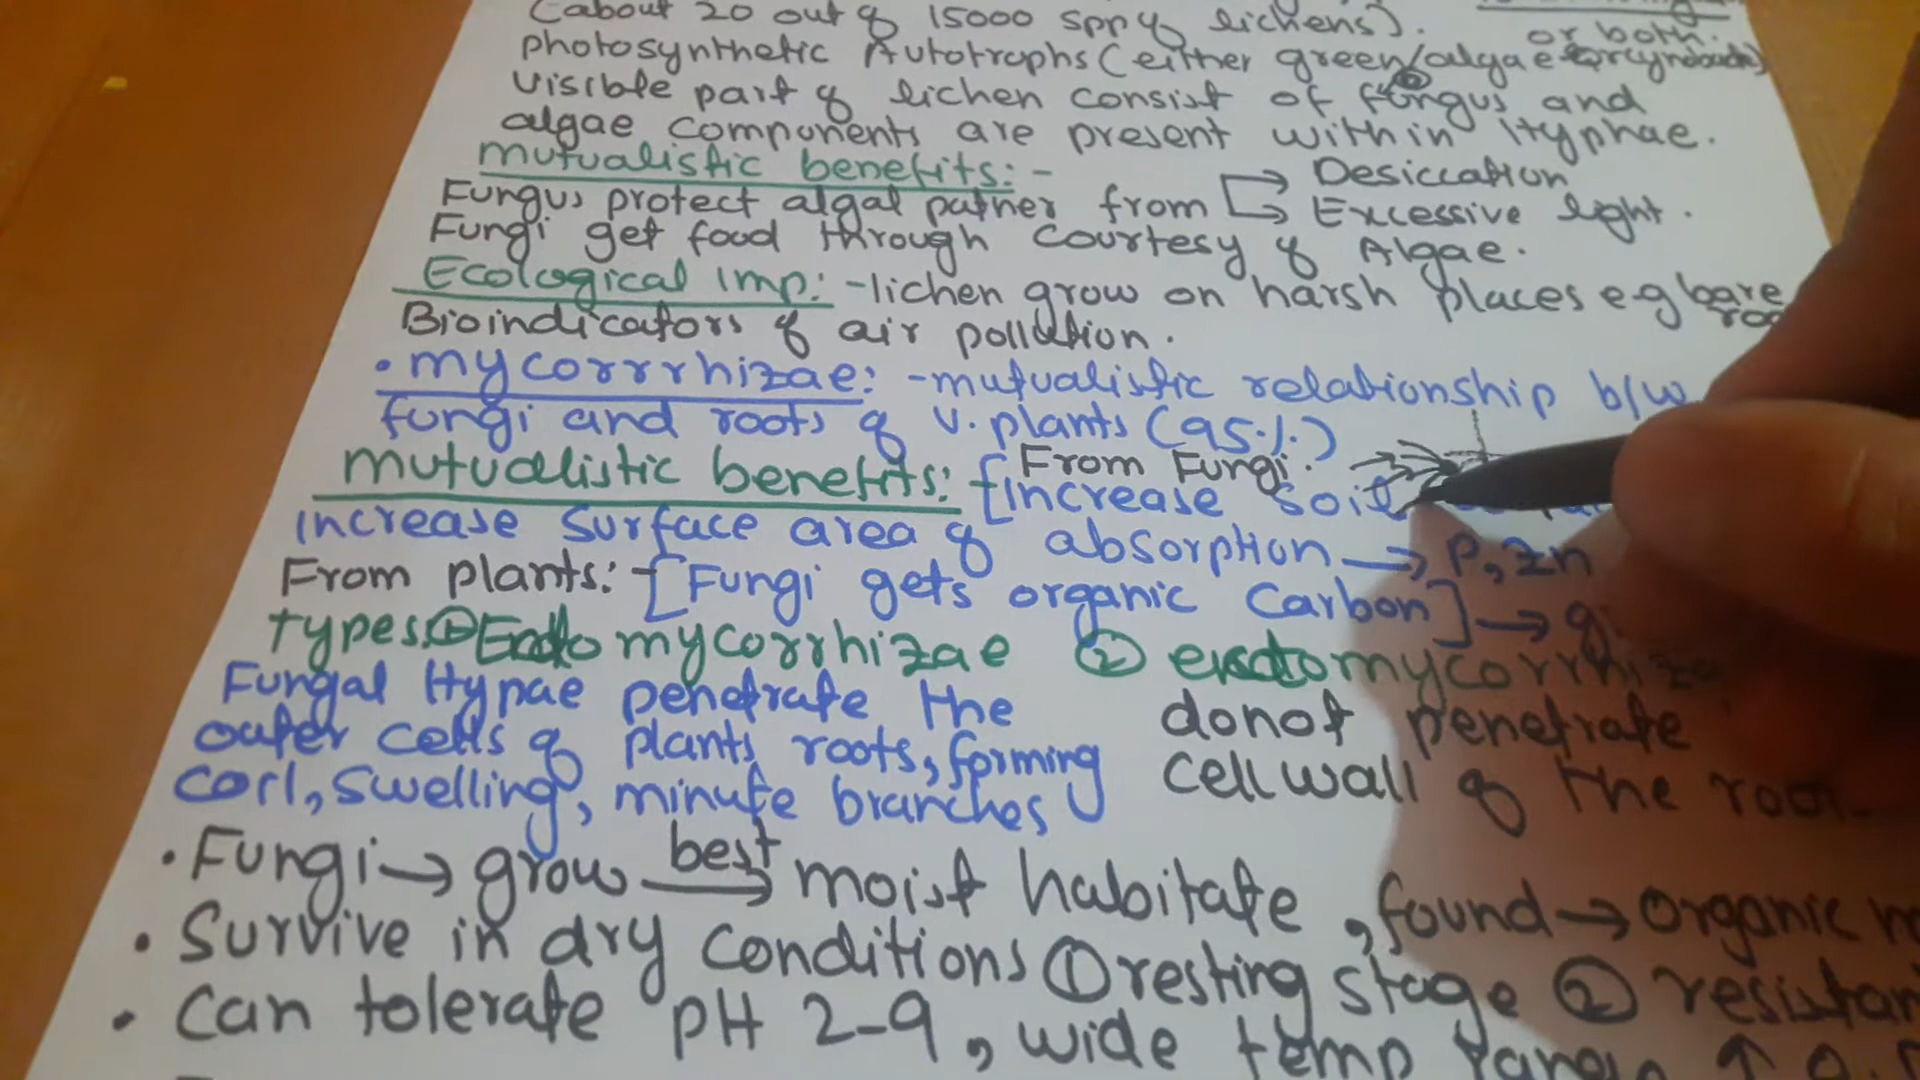 (about 20 out of 15000 spp of lichens).
or both.
photosynthetic Autotrophs (either green/algae or cynobact)
Visible part of lichen consist of fungus and
algae components are present within Hyphae.
mutualistic benefits:-
Fungus protect algal patner from → Desiccation
→ Excessive light.
Fungi get food through courtesy of Algae.
Ecological imp:-lichen grow on harsh places e.g bare
Bioindicators of air pollution.
• mycorrrhizae:-mutualistic relationship b/w
fungi and roots of v.plants (95%)
mutualistic benefits: [From Fungi.
[increase soil
increase surface area of absorption → P, Zn
From plants:-[Fungi gets organic Carbon] →
types ① Endo mycorrhizae ② ectomycorrhiza
Fungal Hypae penetrate the
outer cells of plants roots, forming
corl, swelling, minute branches
donot penetrate
cell wall of the root.
• Fungi → grow best → moist habitate, found → organic
• Survive in dry conditions ① resting stage ② resistan
• Can tolerate pH 2-9, wide temp range ↑